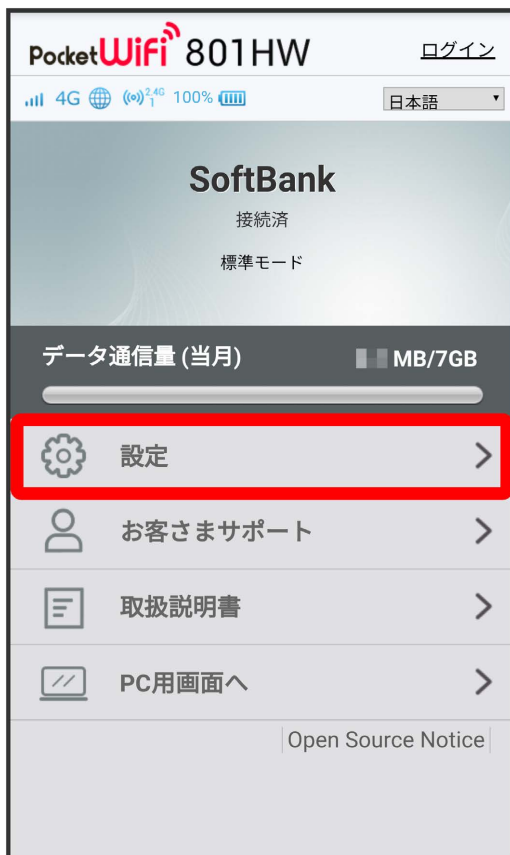 Pocket WiFi 801HW
ログイン
4G 2.4G 1 100%
日本語
SoftBank
接続済
標準モード
データ通信量 (当月)
MB/7GB
設定
お客さまサポート
取扱説明書
PC用画面へ
Open Source Notice